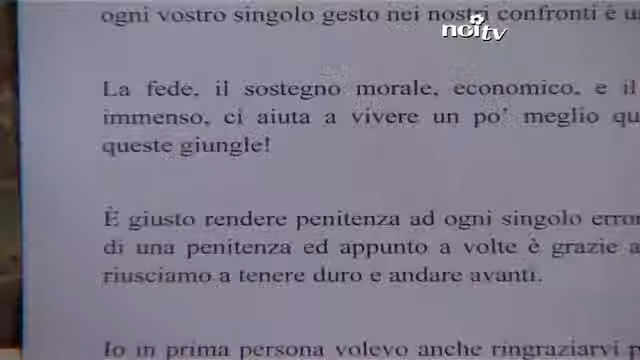 ogni vostro singolo gesto nei nostri confronti è
noitv
La fede, il sostegno morale, economico, e il
immenso, ci aiuta a vivere un po' meglio
queste giungle!
È giusto rendere penitenza ad ogni singolo
di una penitenza ed appunto a volte è grazie
riusciamo a tenere duro e andare avanti.
Io in prima persona volevo anche ringraziarvi